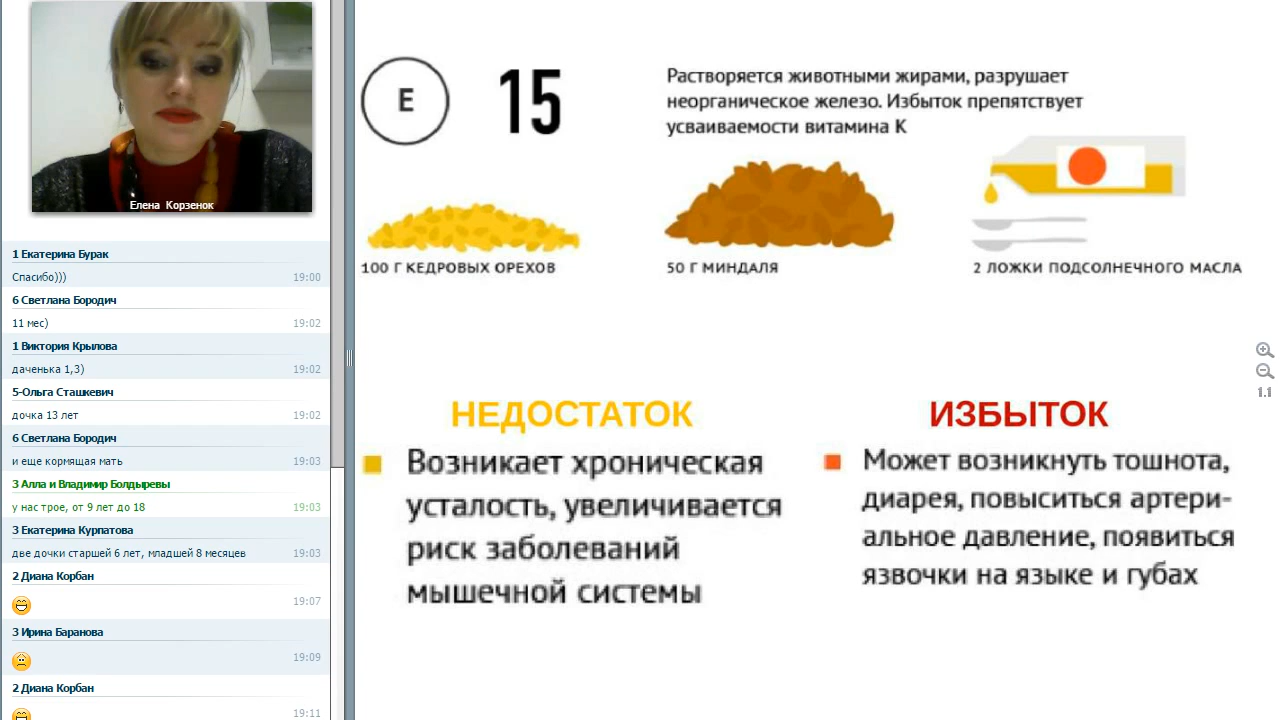 Елена Корзенок
1 Екатерина Бурак
Спасибо)))
19:00
6 Светлана Бородич
11 мес)
19:02
1 Виктория Крылова
даченька 1,3)
19:02
5-Ольга Сташкевич
дочка 13 лет
19:02
6 Светлана Бородич
и еще кормящая мать
19:03
3 Алла и Владимир Болдыревы
у нас трое, от 9 лет до 18
19:03
3 Екатерина Курпатова
две дочки старшей 6 лет, младшей 8 месяцев
19:03
2 Диана Корбан
19:07
3 Ирина Баранова
19:09
2 Диана Корбан
19:11
E
15
Растворяется животными жирами, разрушает
неорганическое железо. Избыток препятствует
усваиваемости витамина К
100 Г КЕДРОВЫХ ОРЕХОВ
50 Г МИНДАЛЯ
2 ЛОЖКИ ПОДСОЛНЕЧНОГО МАСЛА
НЕДОСТАТОК
Возникает хроническая
усталость, увеличивается
риск заболеваний
мышечной системы
ИЗБЫТОК
Может возникнуть тошнота,
диарея, повыситься артери-
альное давление, появиться
язвочки на языке и губах
1.1